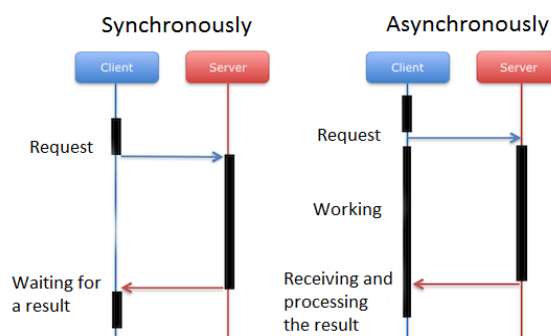 Synchronously
Client
Server
Request
Waiting for
a result
Asynchronously
Client
Server
Request
Working
Receiving and
processing
the result